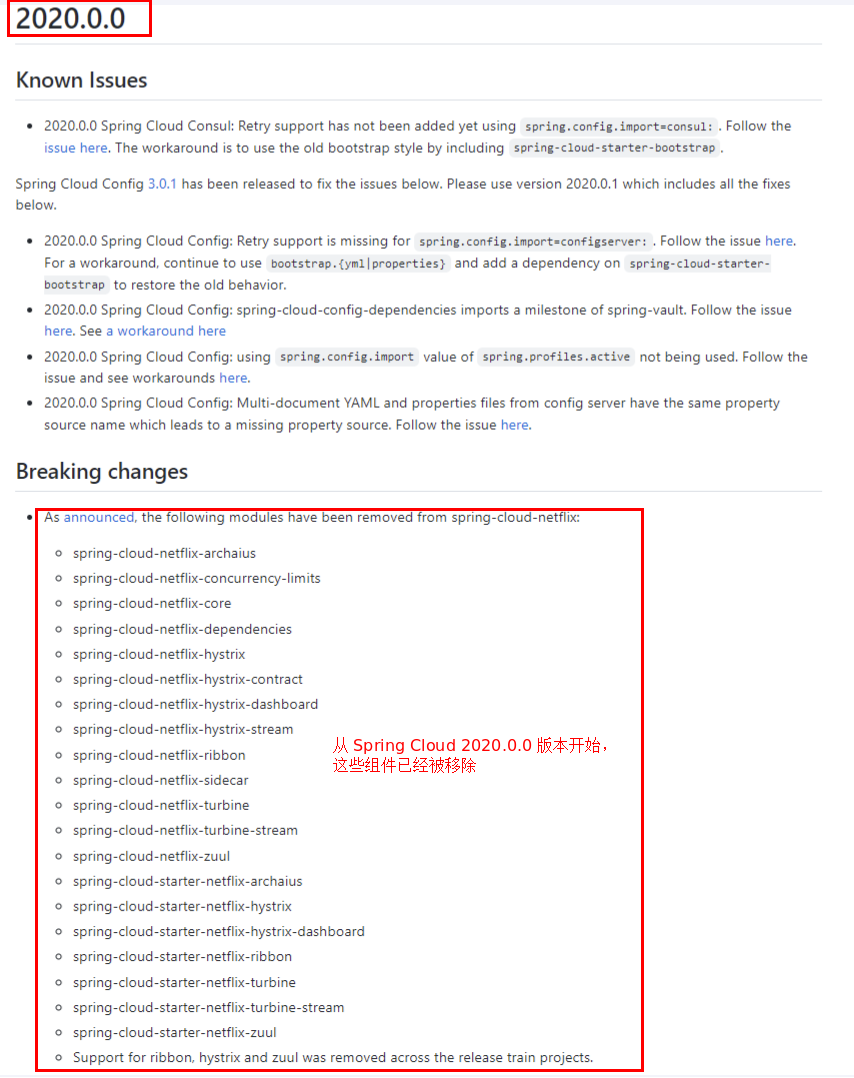 2020.0.0
Known Issues
2020.0.0 Spring Cloud Consul: Retry support has not been added yet using spring.config.import=consul: . Follow the
issue here. The workaround is to use the old bootstrap style by including spring-cloud-starter-bootstrap .
Spring Cloud Config 3.0.1 has been released to fix the issues below. Please use version 2020.0.1 which includes all the fixes
below.
2020.0.0 Spring Cloud Config: Retry support is missing for spring.config.import=configserver: . Follow the issue here.
For a workaround, continue to use bootstrap.{yml|properties} and add a dependency on spring-cloud-starter-
bootstrap to restore the old behavior.
2020.0.0 Spring Cloud Config: spring-cloud-config-dependencies imports a milestone of spring-vault. Follow the issue
here. See a workaround here
2020.0.0 Spring Cloud Config: using spring.config.import value of spring.profiles.active not being used. Follow the
issue and see workarounds here.
2020.0.0 Spring Cloud Config: Multi-document YAML and properties files from config server have the same property
source name which leads to a missing property source. Follow the issue here.
Breaking changes
As announced, the following modules have been removed from spring-cloud-netflix:
spring-cloud-netflix-archaius
spring-cloud-netflix-concurrency-limits
spring-cloud-netflix-core
spring-cloud-netflix-dependencies
spring-cloud-netflix-hystrix
spring-cloud-netflix-hystrix-contract
spring-cloud-netflix-hystrix-dashboard
spring-cloud-netflix-hystrix-stream
从 Spring Cloud 2020.0.0 版本开始，
spring-cloud-netflix-ribbon
这些组件已经被移除
spring-cloud-netflix-sidecar
spring-cloud-netflix-turbine
spring-cloud-netflix-turbine-stream
spring-cloud-netflix-zuul
spring-cloud-starter-netflix-archaius
spring-cloud-starter-netflix-hystrix
spring-cloud-starter-netflix-hystrix-dashboard
spring-cloud-starter-netflix-ribbon
spring-cloud-starter-netflix-turbine
spring-cloud-starter-netflix-turbine-stream
spring-cloud-starter-netflix-zuul
Support for ribbon, hystrix and zuul was removed across the release train projects.